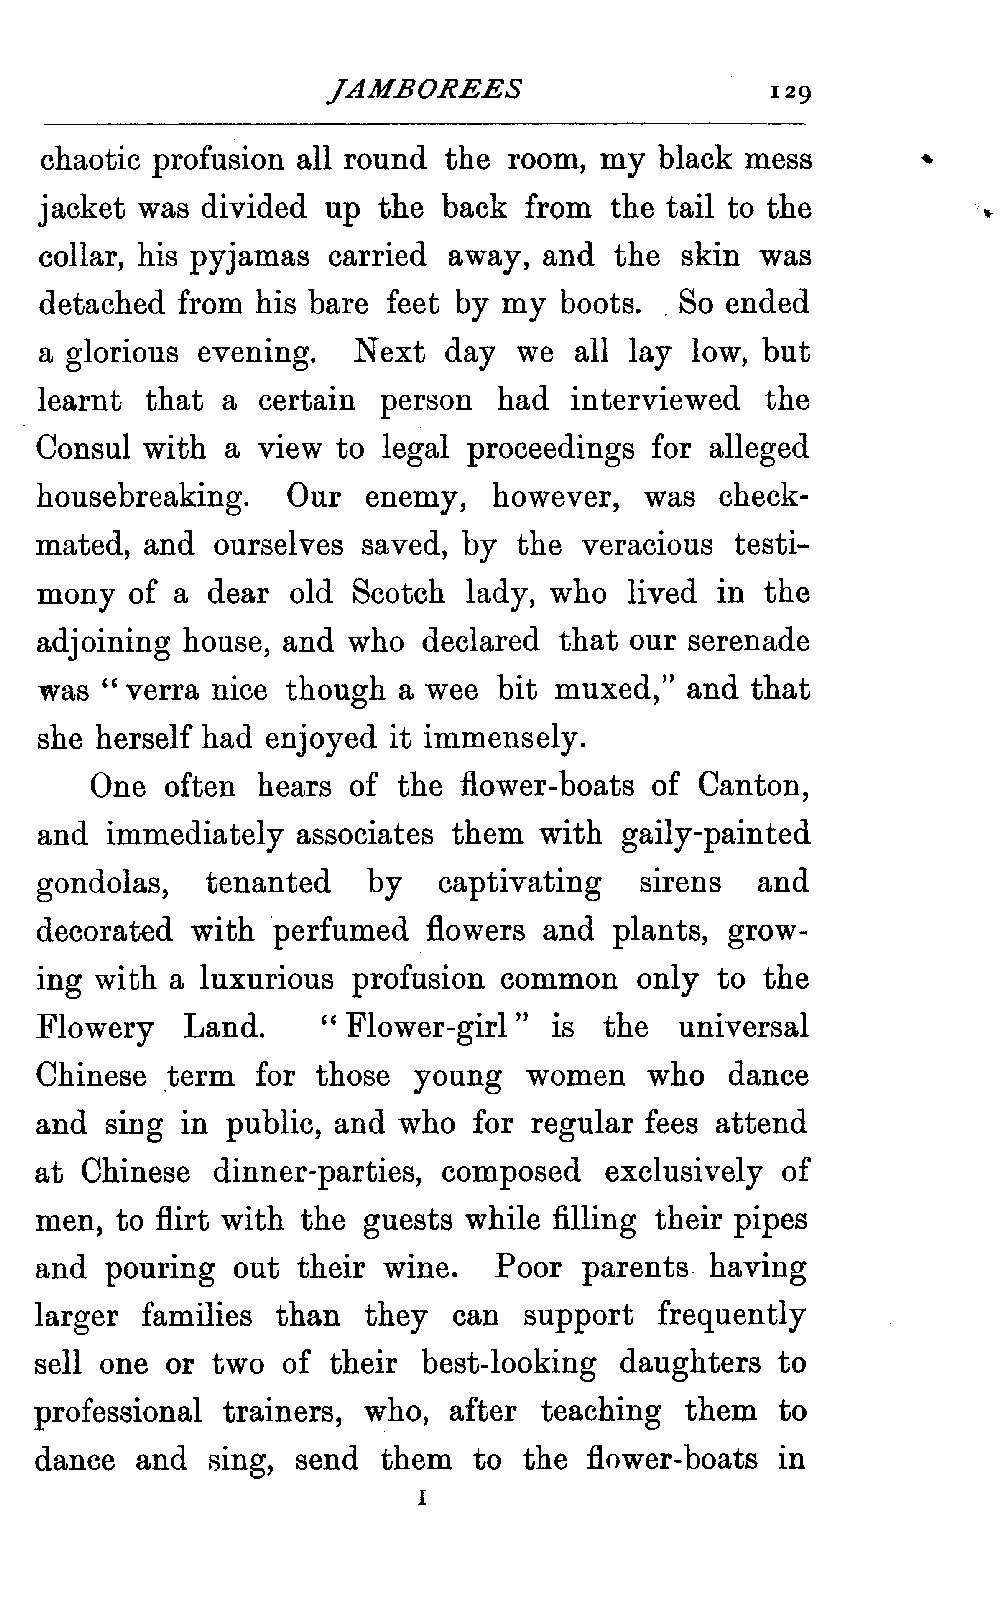 JAMBOREES 129
chaotic profusion all round the room, my black mess
jacket was divided up the back from the tail to the
collar, his pyjamas carried away, and the skin was
detached from his bare feet by my boots. So ended
a glorious evening. Next day we all lay low, but
learnt that a certain person had interviewed the
Consul with a view to legal proceedings for alleged
housebreaking. Our enemy, however, was check-
mated, and ourselves saved, by the veracious testi-
mony of a dear old Scotch lady, who lived in the
adjoining house, and who declared that our serenade
was “verra nice though a wee bit muxed,” and that
she herself had enjoyed it immensely.
One often hears of the flower-boats of Canton,
and immediately associates them with gaily-painted
gondolas, tenanted by captivating sirens and
decorated with perfumed flowers and plants, grow-
ing with a luxurious profusion common only to the
Flowery Land. “Flower-girl” is the universal
Chinese term for those young women who dance
and sing in public, and who for regular fees attend
at Chinese dinner-parties, composed exclusively of
men, to flirt with the guests while filling their pipes
and pouring out their wine. Poor parents having
larger families than they can support frequently
sell one or two of their best-looking daughters to
professional trainers, who, after teaching them to
dance and sing, send them to the flower-boats in
I